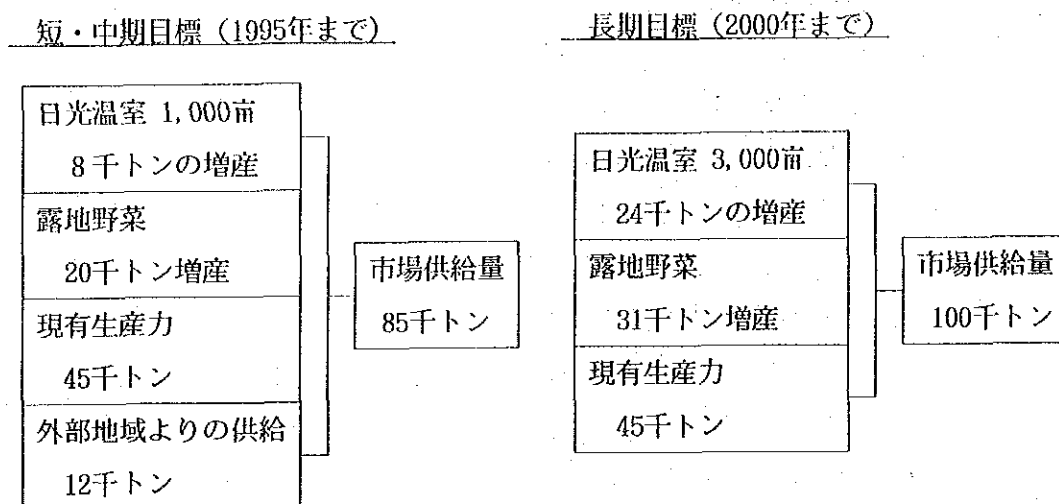 短・中期目標（1995年まで）
日光温室 1,000亩
8千トンの増産
露地野菜
20千トン増産
現有生産力
45千トン
外部地域よりの供給
12千トン
市場供給量
85千トン
長期目標（2000年まで）
日光温室 3,000亩
24千トンの増産
露地野菜
31千トン増産
現有生産力
45千トン
市場供給量
100千トン